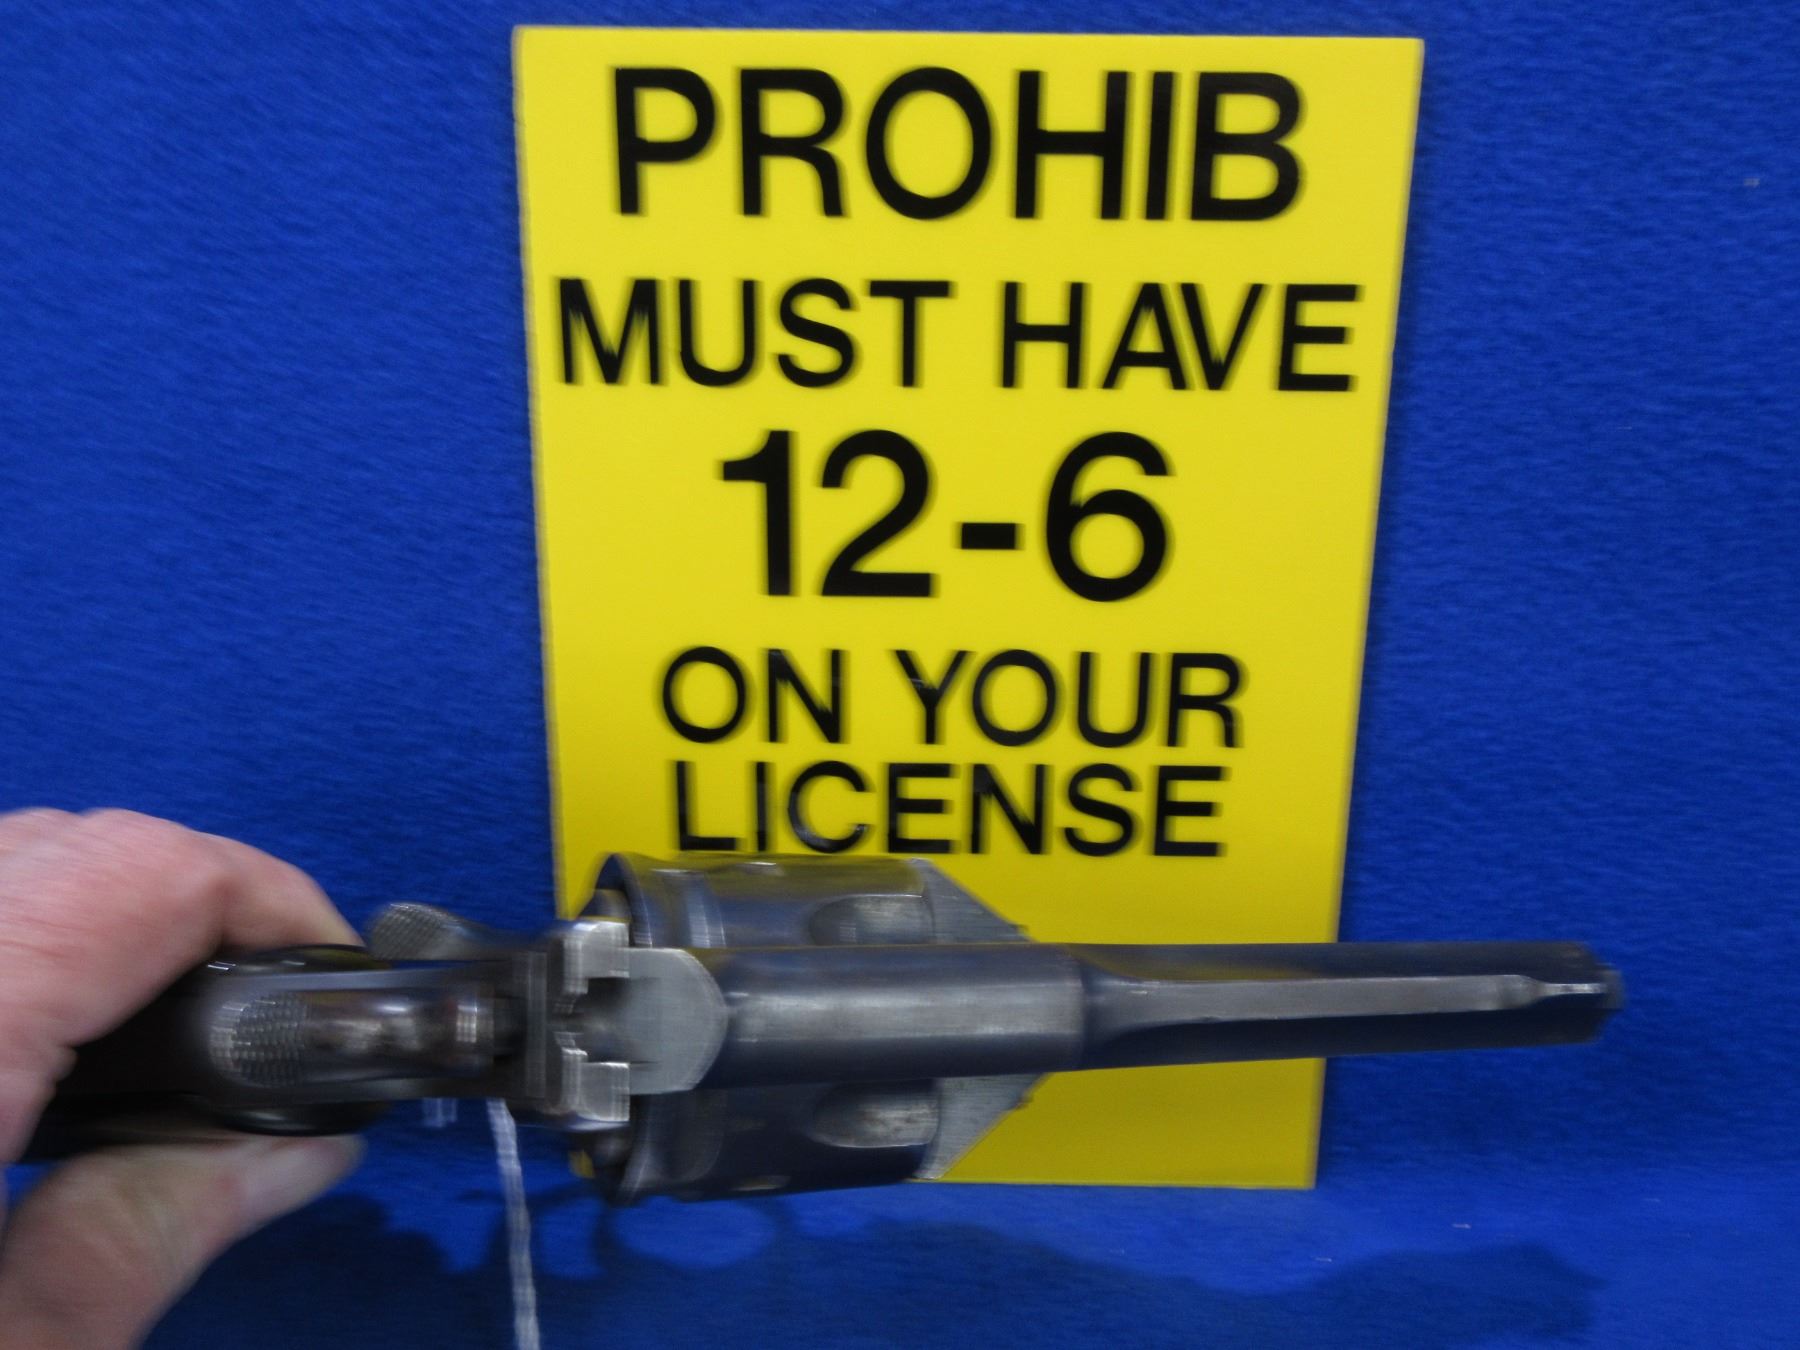 PROHIB
MUST HAVE
12-6
ON YOUR
LICENSE